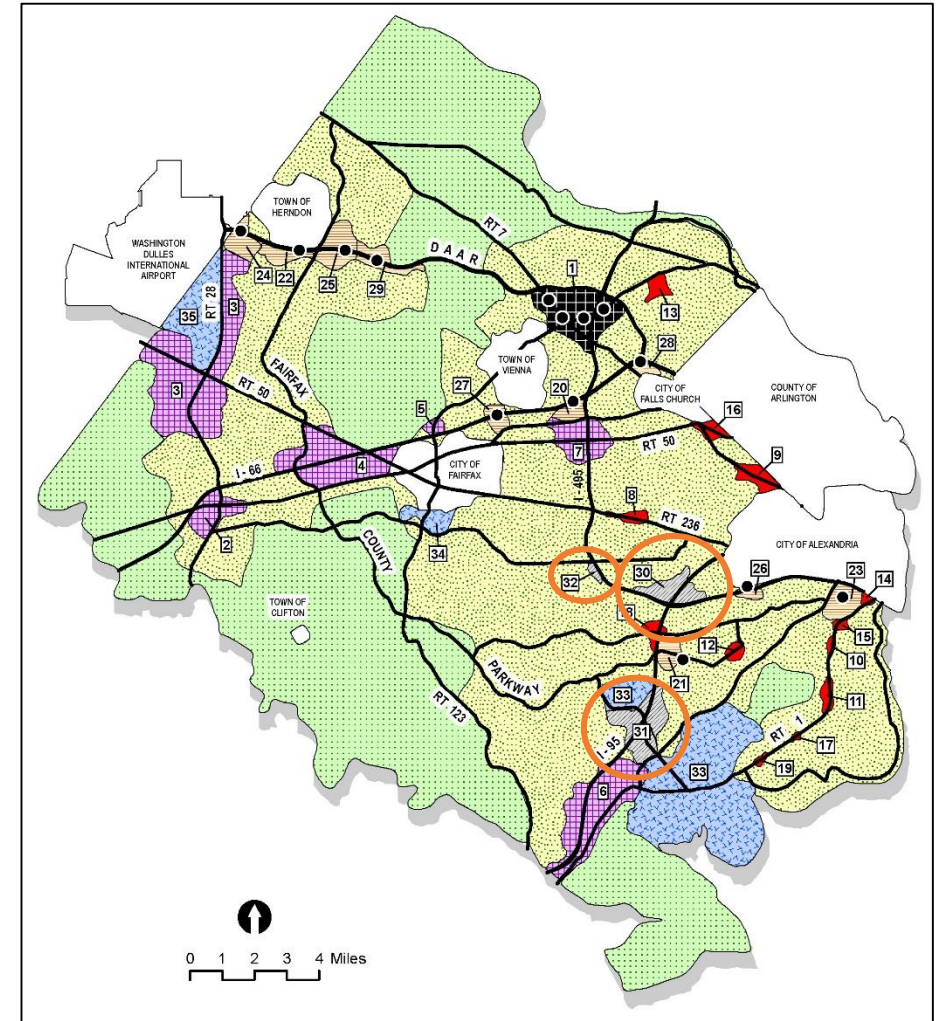 TOWN OF
HERNDON
WASHINGTON
DULLES
INTERNATIONAL
AIRPORT
RT 7
D A A R
1
24
22
25
29
RT 28
3
35
13
28
TOWN OF
VIENNA
CITY OF
FALLS CHURCH
COUNTY OF
ARLINGTON
3
FAIRFAX
RT 50
27
20
5
16
7
RT 50
9
4
CITY OF
FAIRFAX
I-66
I-495
8
RT 236
2
34
COUNTY
CITY OF ALEXANDRIA
32
30
26
23
14
TOWN OF
CLIFTON
12
15
10
PARKWAY
21
11
33
RT 123
31
I-95
33
RT 1
17
19
6
0 1 2 3 4 Miles